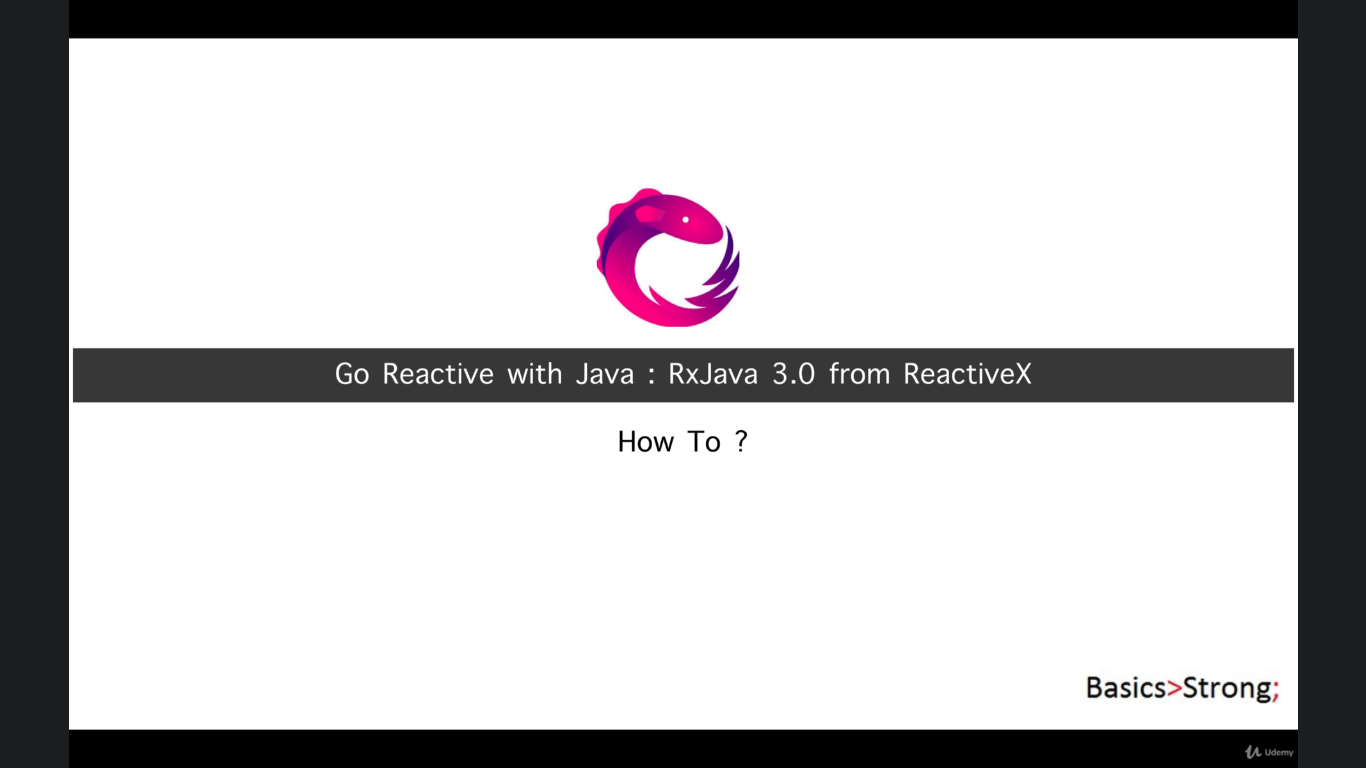 Go Reactive with Java : RxJava 3.0 from ReactiveX
How To ?
Basics>Strong;
Udemy